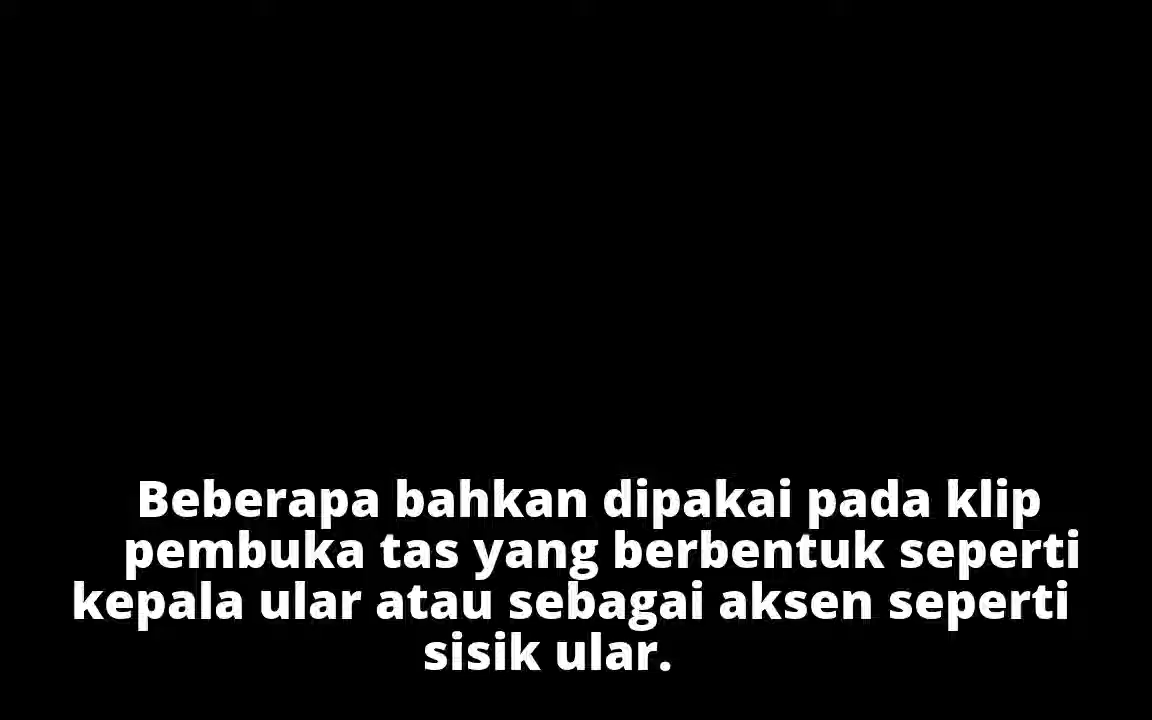 Beberapa bahkan dipakai pada klip
pembuka tas yang berbentuk seperti
kepala ular atau sebagai aksen seperti
sisik ular.